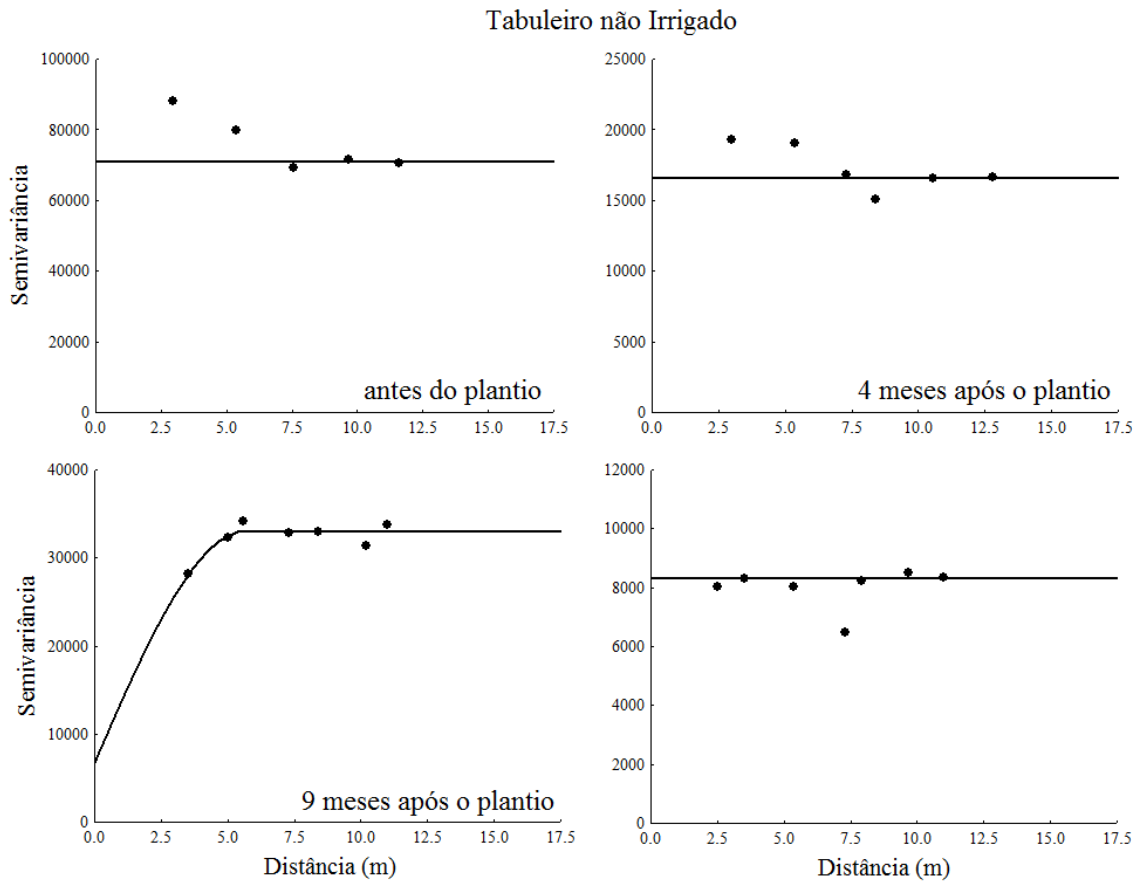 Tabuleiro não Irrigado
Semivariância
100000
80000
60000
40000
20000
0
0.0 2.5 5.0 7.5 10.0 12.5 15.0 17.5
antes do plantio
25000
20000
15000
10000
5000
0
0.0 2.5 5.0 7.5 10.0 12.5 15.0 17.5
4 meses após o plantio
Semivariância
40000
30000
20000
10000
0
0.0 2.5 5.0 7.5 10.0 12.5 15.0 17.5
9 meses após o plantio
Distância (m)
12000
10000
8000
6000
4000
2000
0
0.0 2.5 5.0 7.5 10.0 12.5 15.0 17.5
Distância (m)